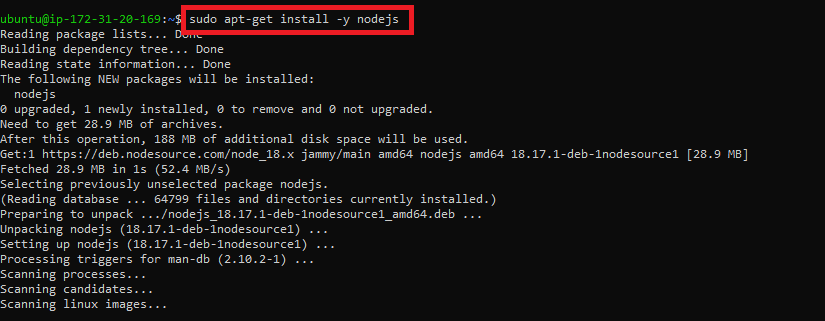 ubuntu@ip-172-31-20-169:~$ sudo apt-get install -y nodejs
Reading package lists... Done
Building dependency tree... Done
Reading state information... Done
The following NEW packages will be installed:
  nodejs
0 upgraded, 1 newly installed, 0 to remove and 0 not upgraded.
Need to get 28.9 MB of archives.
After this operation, 188 MB of additional disk space will be used.
Get:1 https://deb.nodesource.com/node_18.x jammy/main amd64 nodejs amd64 18.17.1-deb-1nodesource1 [28.9 MB]
Fetched 28.9 MB in 1s (52.4 MB/s)
Selecting previously unselected package nodejs.
(Reading database ... 64799 files and directories currently installed.)
Preparing to unpack .../nodejs_18.17.1-deb-1nodesource1_amd64.deb ...
Unpacking nodejs (18.17.1-deb-1nodesource1) ...
Setting up nodejs (18.17.1-deb-1nodesource1) ...
Processing triggers for man-db (2.10.2-1) ...
Scanning processes...
Scanning candidates...
Scanning linux images...